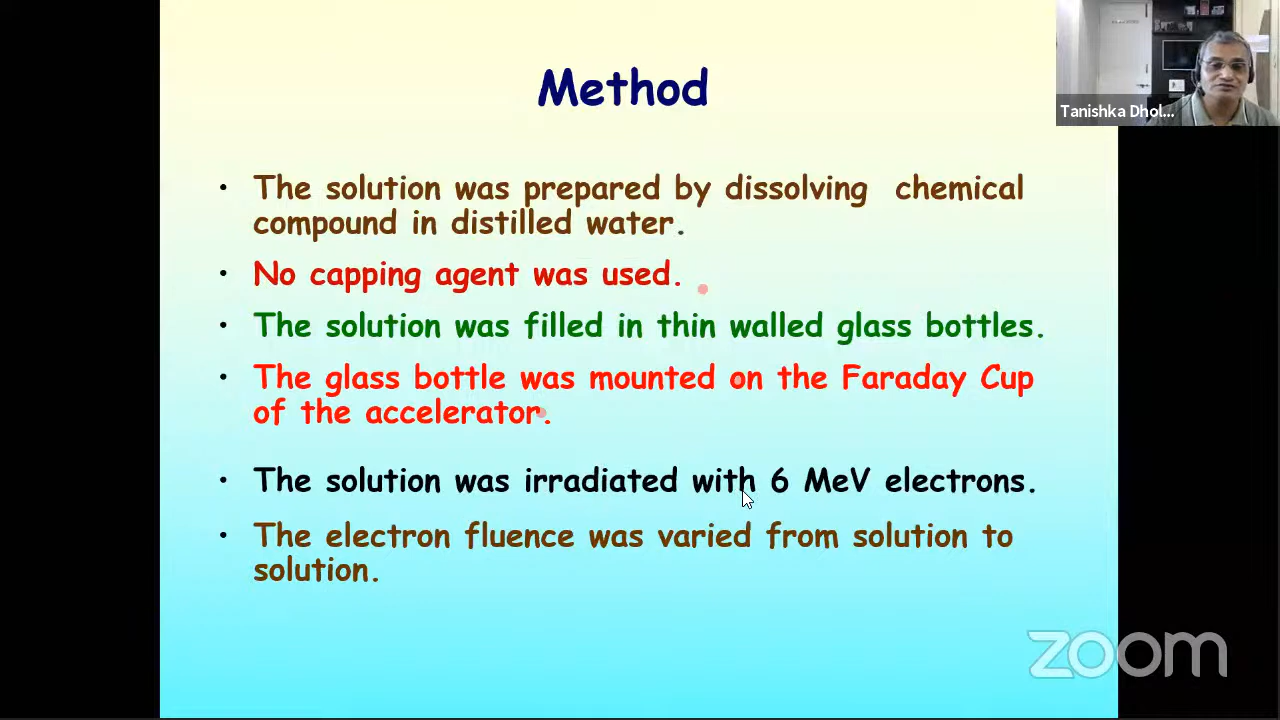 Method
Tanishka Dhol...
• The solution was prepared by dissolving chemical
compound in distilled water.
• No capping agent was used.
• The solution was filled in thin walled glass bottles.
• The glass bottle was mounted on the Faraday Cup
of the accelerator.
• The solution was irradiated with 6 MeV electrons.
• The electron fluence was varied from solution to
solution.
zoom